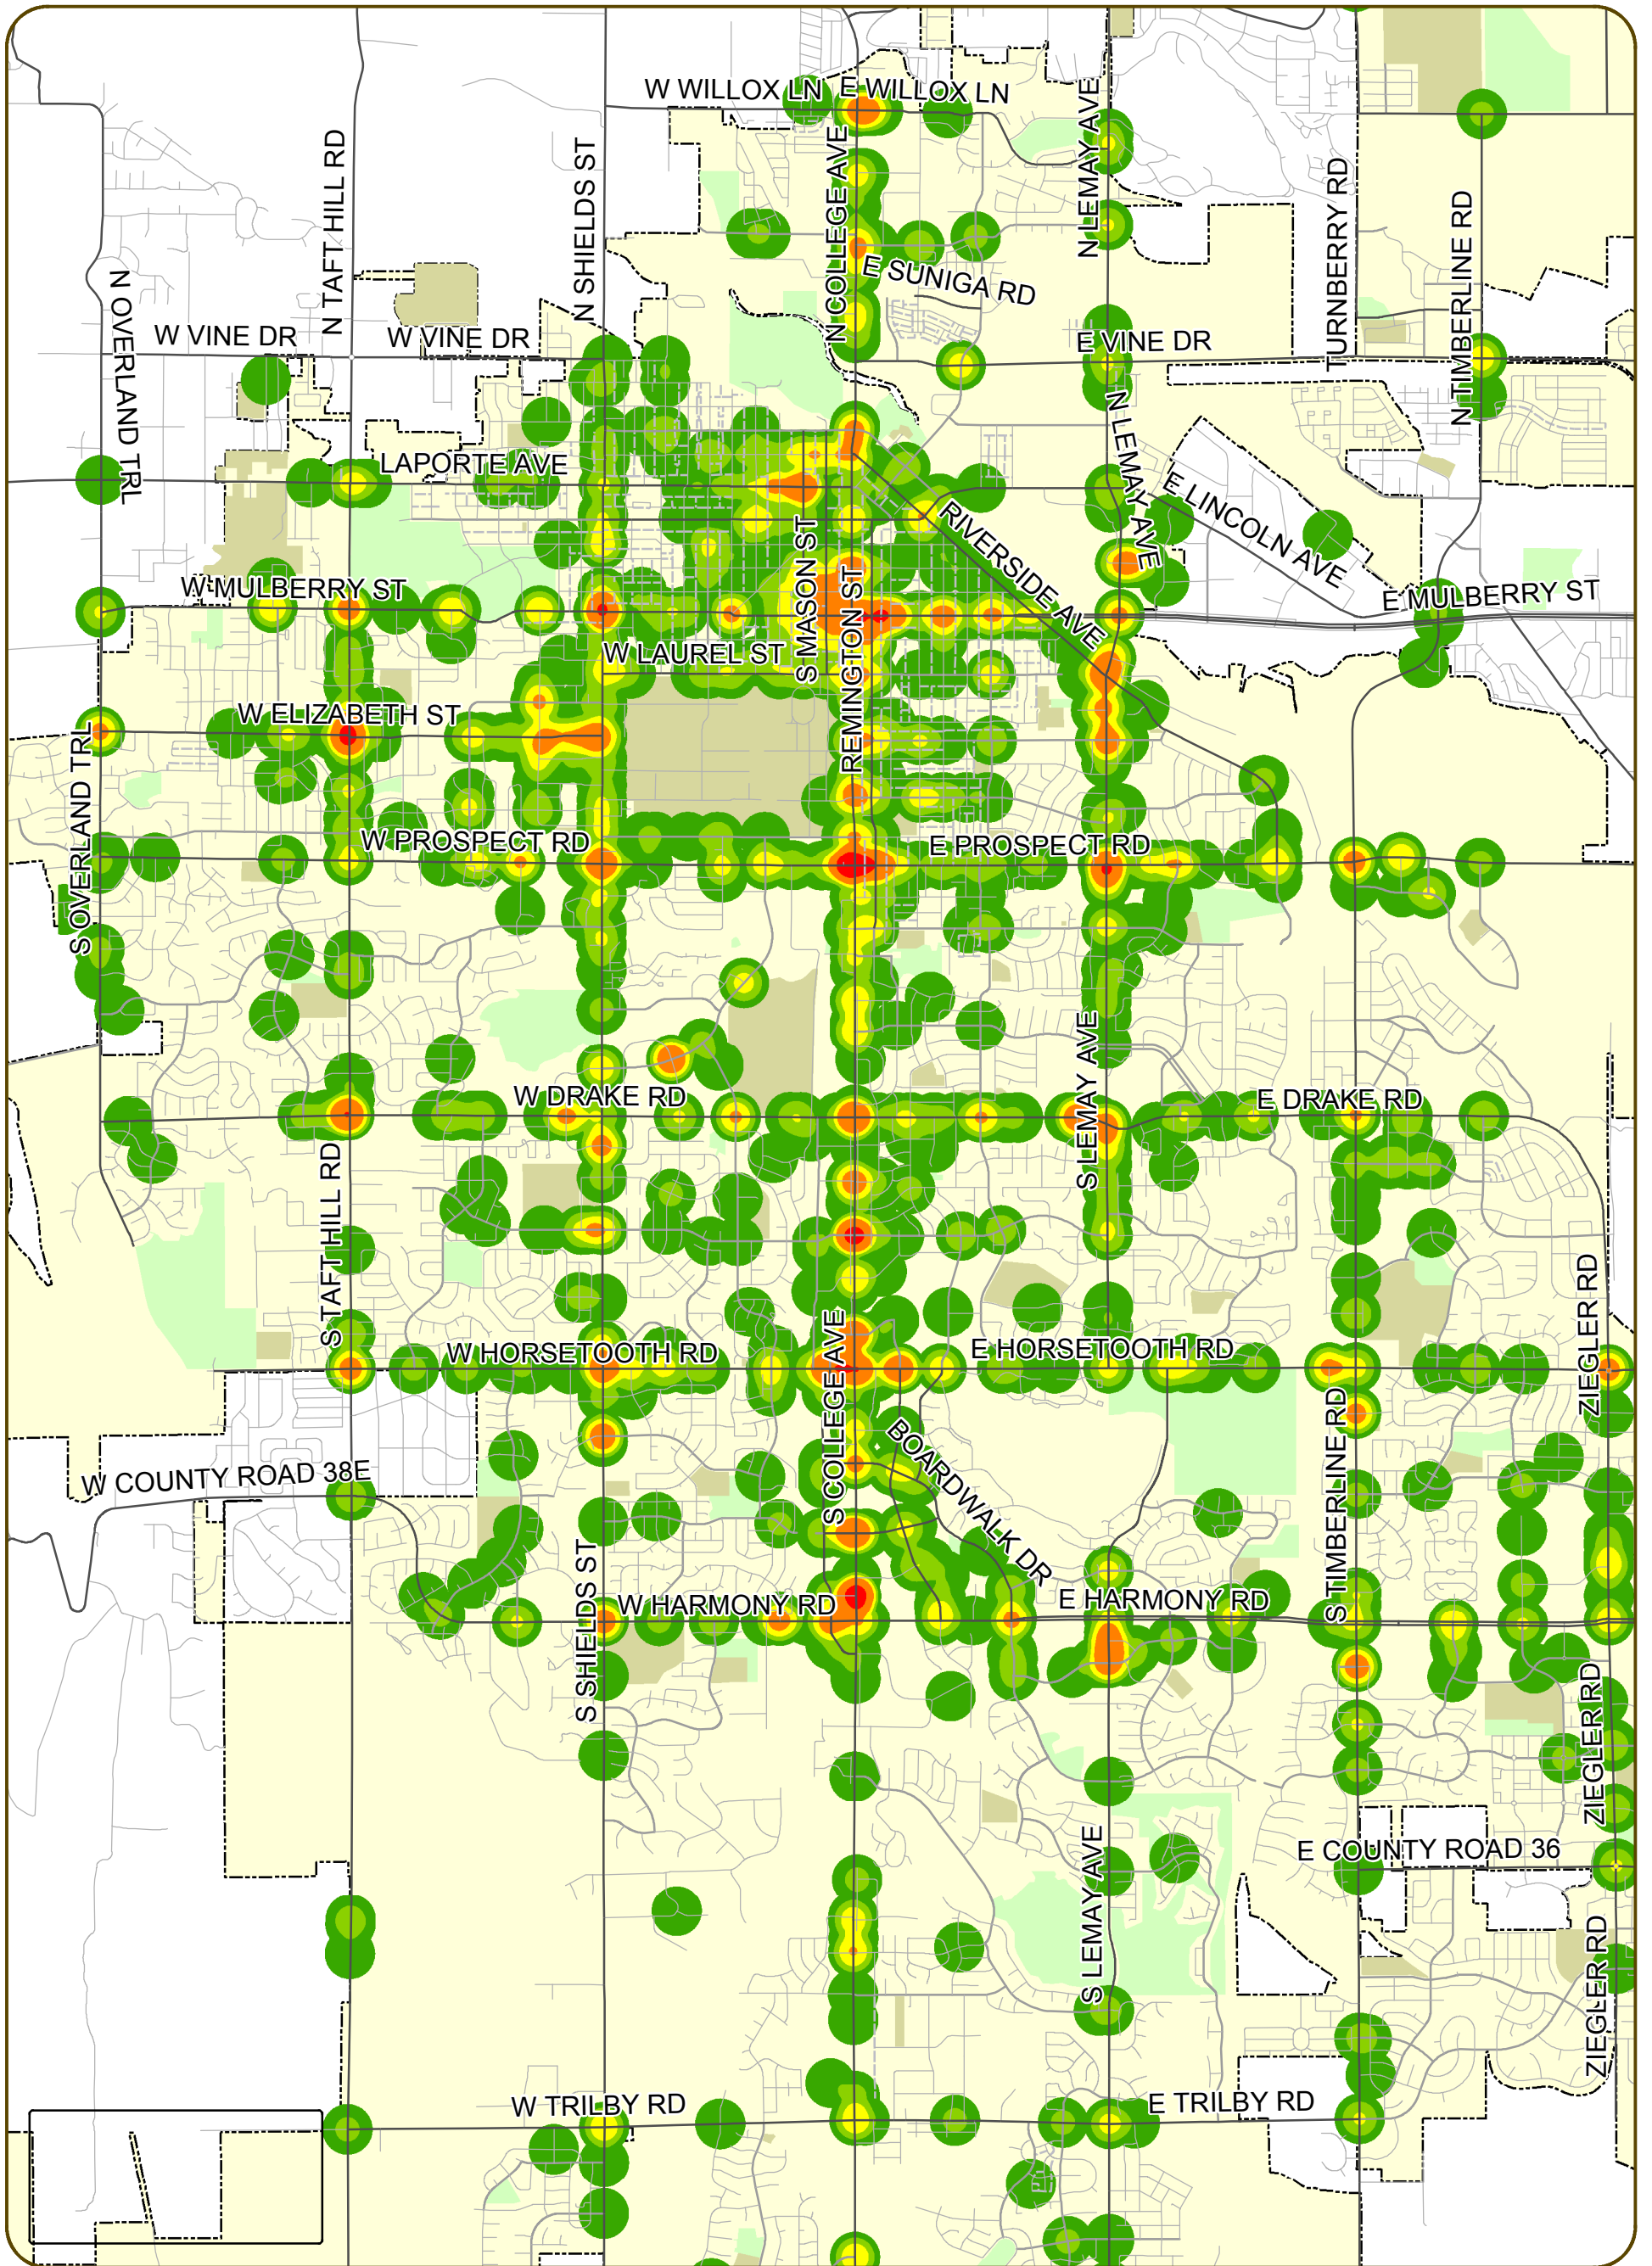 W WILLOX LN
E WILLOX LN
N LEMAY AVE
N COLLEGE AVE
N TAFT HILL RD
N SHIELDS ST
TURNBERRY RD
N TIMBERLINE RD
E SUNIGA RD
N OVERLAND TRL
W VINE DR
W VINE DR
E VINE DR
N LEMAY AVE
LAPORTE AVE
E LINCOLN AVE
RIVERSIDE AVE
S MASON ST
REMINGTON ST
W MULBERRY ST
E MULBERRY ST
W LAUREL ST
W ELIZABETH ST
S OVERLAND TRL
W PROSPECT RD
E PROSPECT RD
S LEMAY AVE
W DRAKE RD
E DRAKE RD
S TAFT HILL RD
ZIEGLER RD
S COLLEGE AVE
W HORSETOOTH RD
E HORSETOOTH RD
S TIMBERLINE RD
BOARDWALK DR
W COUNTY ROAD 38E
S SHIELDS ST
W HARMONY RD
E HARMONY RD
ZIEGLER RD
S LEMAY AVE
E COUNTY ROAD 36
ZIEGLER RD
W TRILBY RD
E TRILBY RD